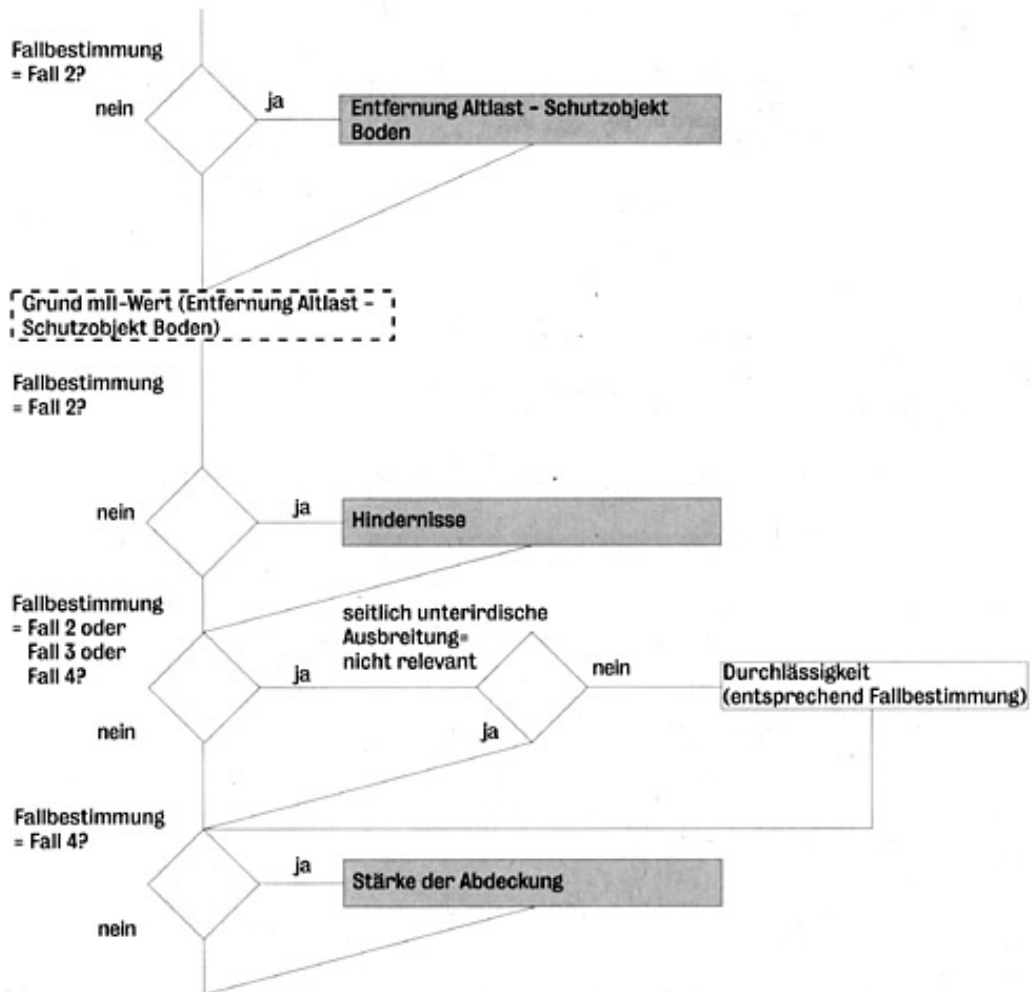 Fallbestimmung
= Fall 2?
nein
ja
Entfernung Altlast - Schutzobjekt
Boden
Grund mII-Wert (Entfernung Altlast -
Schutzobjekt Boden)
Fallbestimmung
= Fall 2?
nein
ja
Hindernisse
Fallbestimmung
= Fall 2 oder
Fall 3 oder
Fall 4?
ja
nein
seitlich unterirdische
Ausbreitung=
nicht relevant
nein
ja
Durchlässigkeit
(entsprechend Fallbestimmung)
Fallbestimmung
= Fall 4?
ja
nein
Stärke der Abdeckung